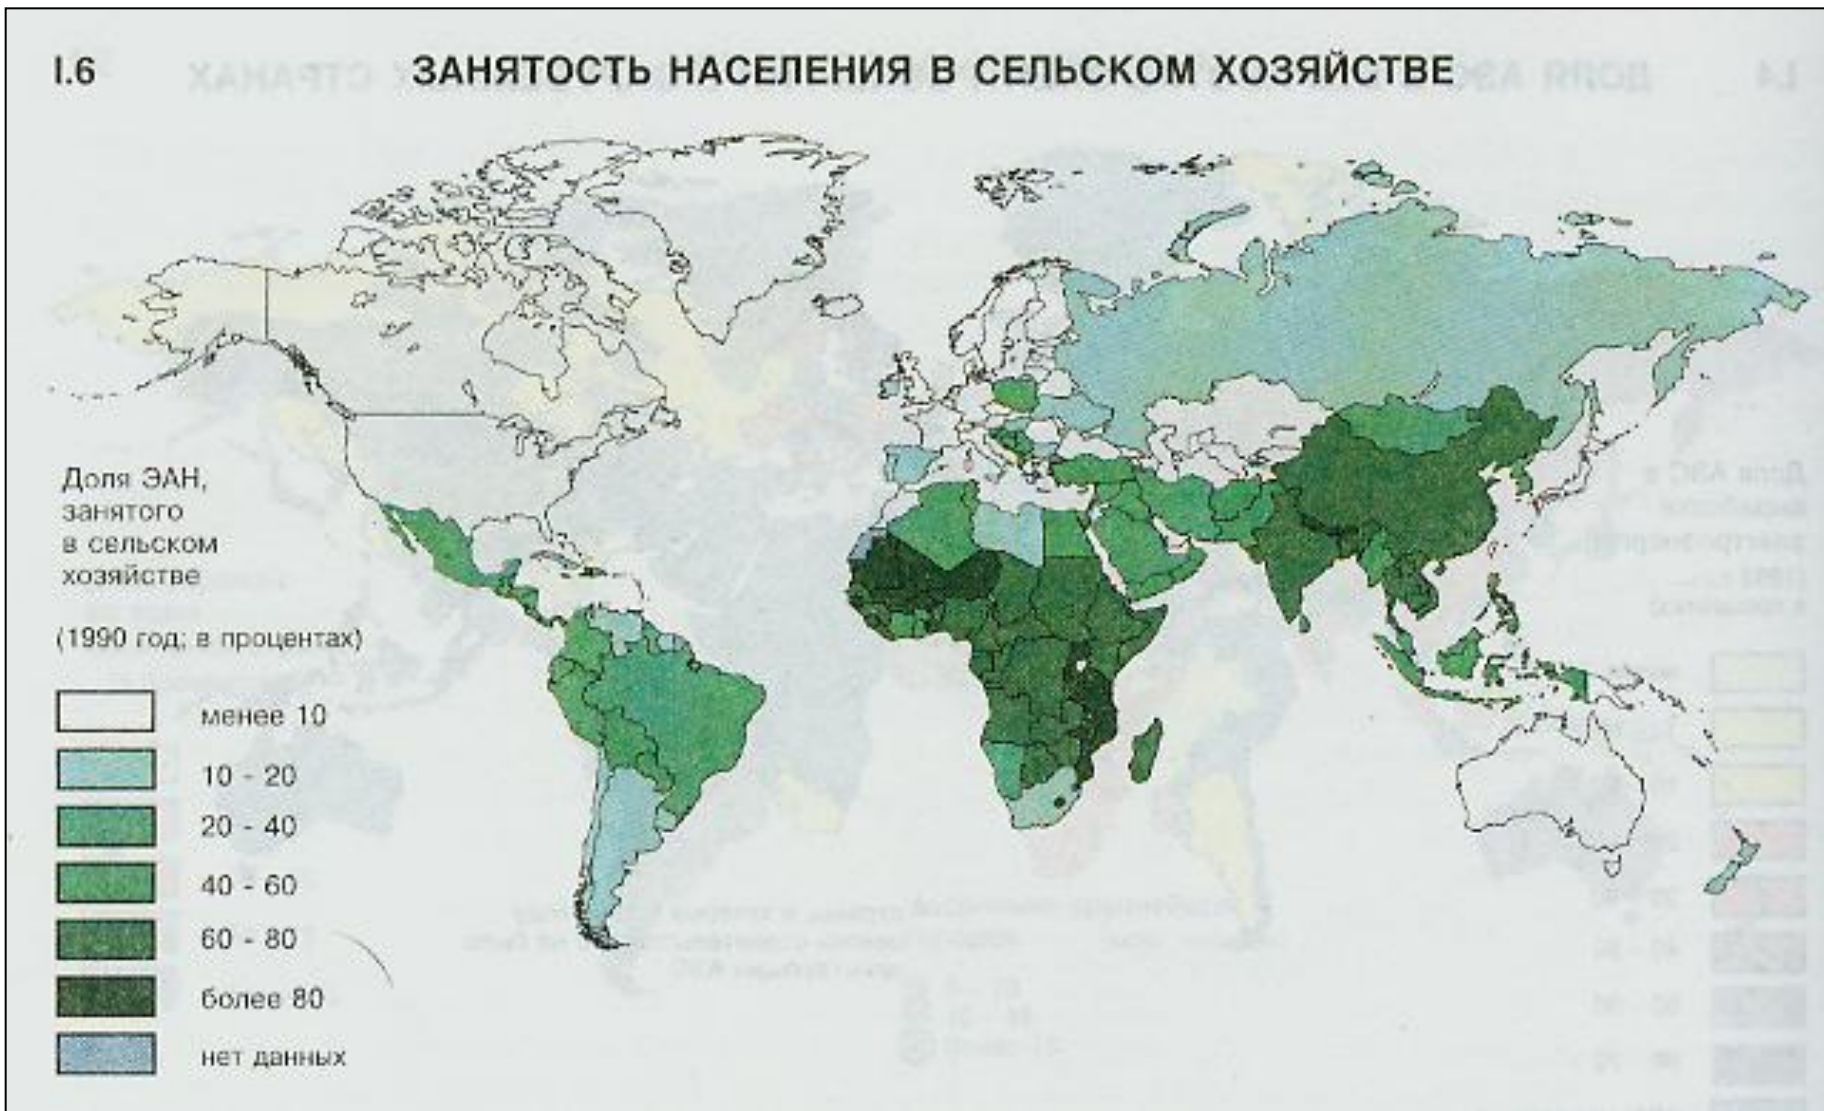 I.6 ЗАНЯТОСТЬ НАСЕЛЕНИЯ В СЕЛЬСКОМ ХОЗЯЙСТВЕ
Доля ЭАН,
занятого
в сельском
хозяйстве
(1990 год; в процентах)
менее 10
10 - 20
20 - 40
40 - 60
60 - 80
более 80
нет данных